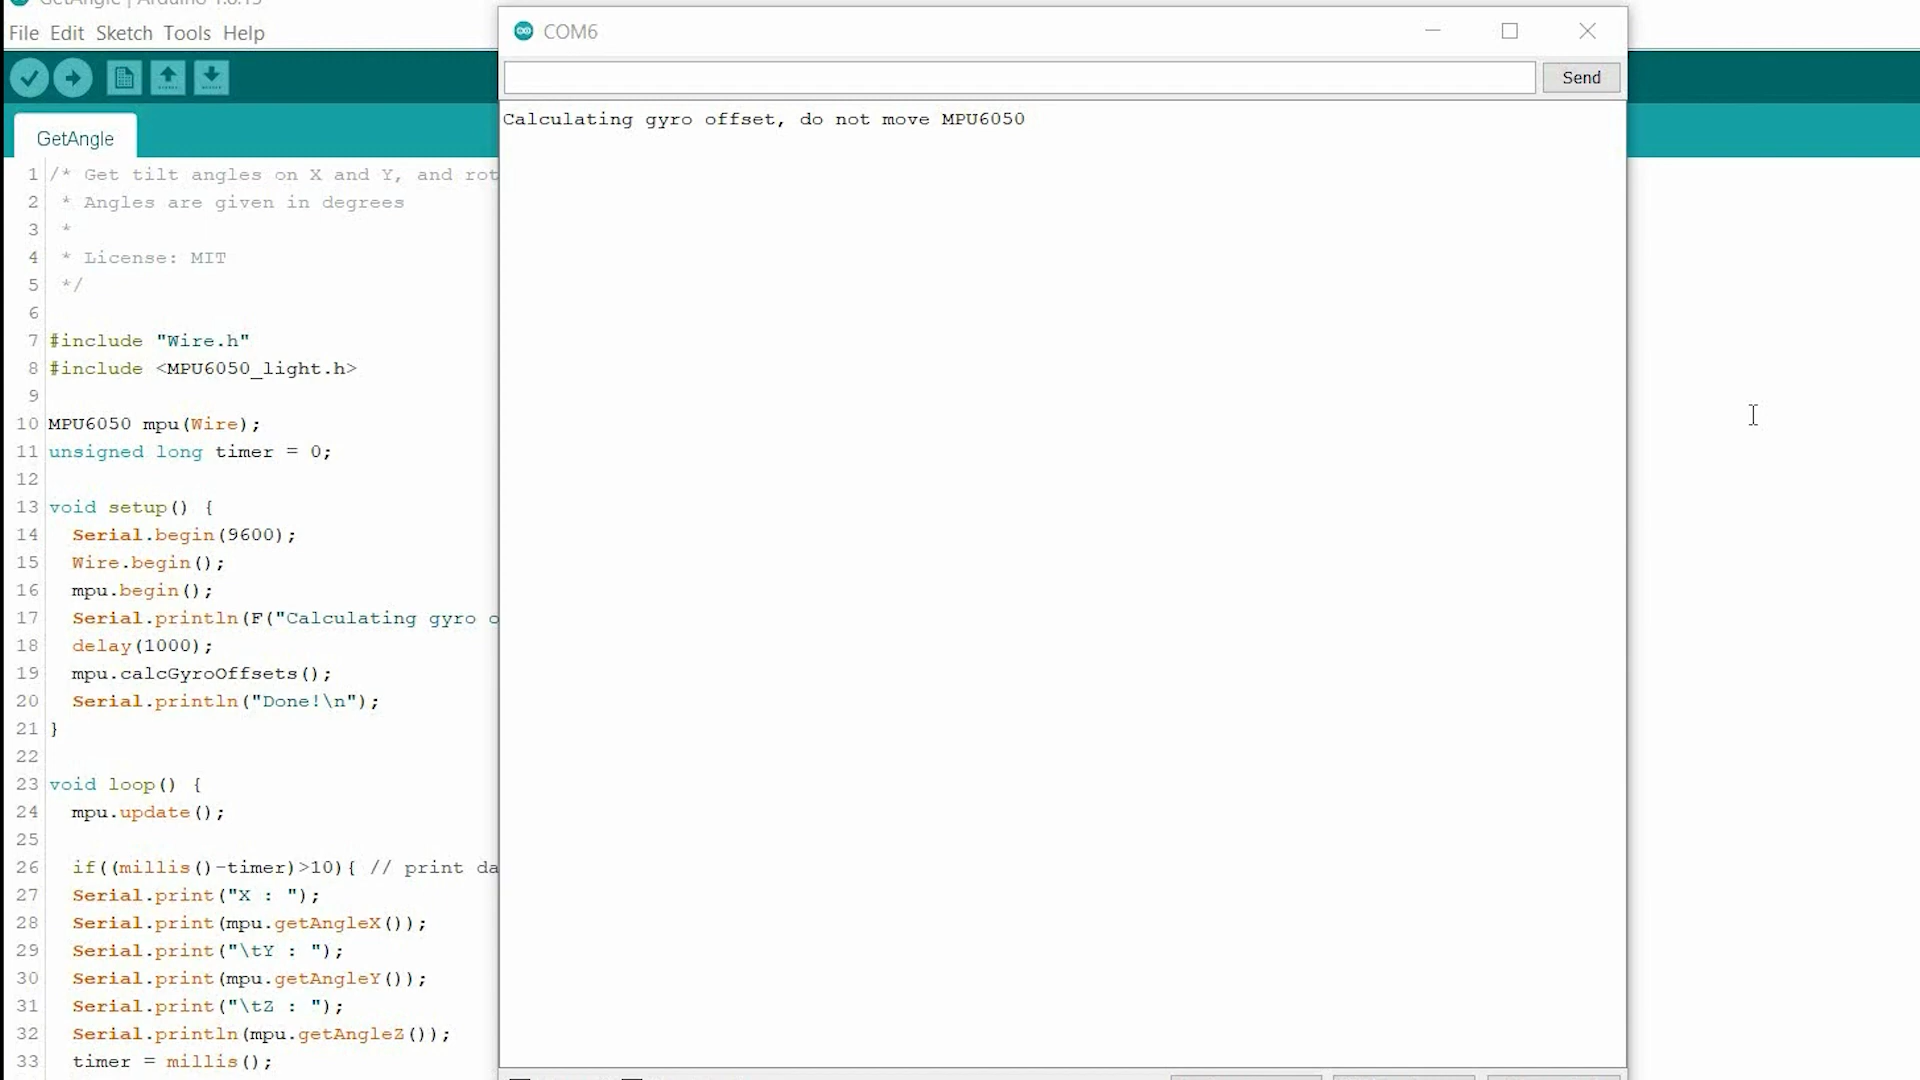 GetAngle | Arduino 1.8.13
File Edit Sketch Tools Help
COM6
Send
GetAngle
Calculating gyro offset, do not move MPU6050
1 /* Get tilt angles on X and Y, and rot
2 * Angles are given in degrees
3 *
4 * License: MIT
5 */
6
7 #include "Wire.h"
8 #include <MPU6050_light.h>
9
10 MPU6050 mpu(Wire);
11 unsigned long timer = 0;
12
13 void setup() {
14 Serial.begin(9600);
15 Wire.begin();
16 mpu.begin();
17 Serial.println(F("Calculating gyro o
18 delay(1000);
19 mpu.calcGyroOffsets();
20 Serial.println("Done!\n");
21 }
22
23 void loop() {
24 mpu.update();
25
26 if((millis()-timer)>10){ // print da
27 Serial.print("X : ");
28 Serial.print(mpu.getAngleX());
29 Serial.print("\tY : ");
30 Serial.print(mpu.getAngleY());
31 Serial.print("\tZ : ");
32 Serial.println(mpu.getAngleZ());
33 timer = millis();